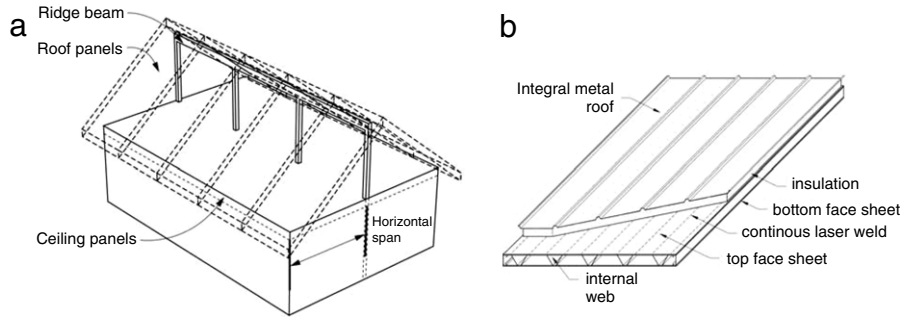 a
Ridge beam
Roof panels
Ceiling panels
Horizontal
span
b
Integral metal
roof
insulation
bottom face sheet
continous laser weld
top face sheet
internal
web